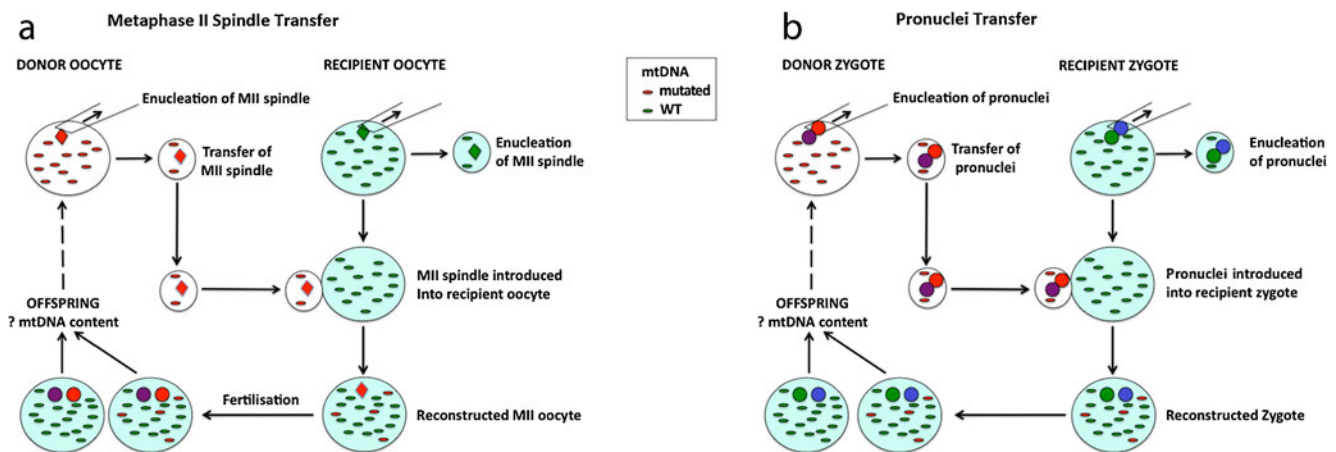 a
Metaphase II Spindle Transfer
DONOR OOCYTE
RECIPIENT OOCYTE
Enucleation of MII spindle
Transfer of
MII spindle
Enucleation
of MII spindle
MII spindle introduced
Into recipient oocyte
OFFSPRING
? mtDNA content
Fertilisation
Reconstructed MII oocyte
mtDNA
mutated
WT
b
Pronuclei Transfer
DONOR ZYGOTE
RECIPIENT ZYGOTE
Enucleation of pronuclei
Transfer of
pronuclei
Enucleation
of pronuclei
Pronuclei introduced
into recipient zygote
OFFSPRING
? mtDNA content
Reconstructed Zygote